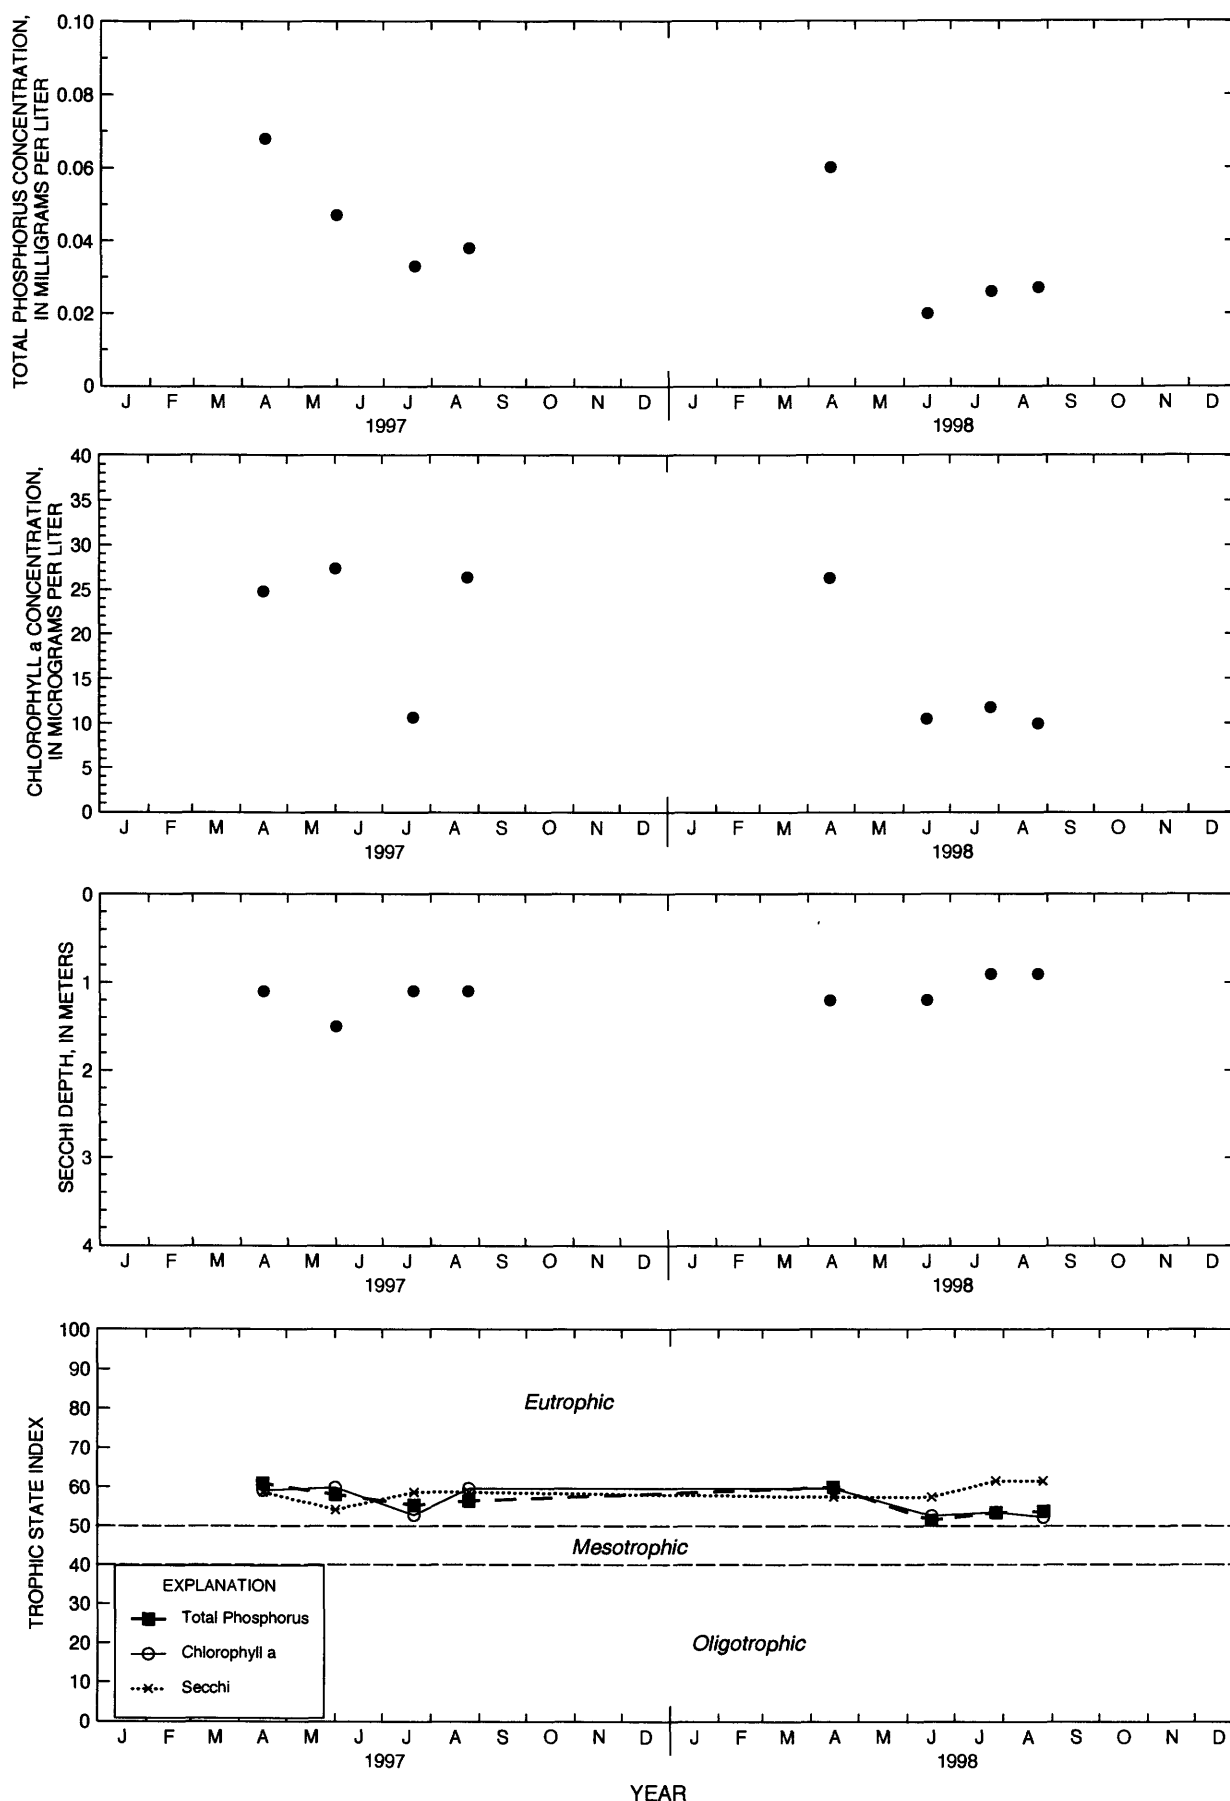 TOTAL PHOSPHORUS CONCENTRATION,
IN MILLIGRAMS PER LITER
0.10
0.08
0.06
0.04
0.02
0
J F M A M J J A S O N D J F M A M J J A S O N D
1997 1998
CHLOROPHYLL a CONCENTRATION,
IN MICROGRAMS PER LITER
40
35
30
25
20
15
10
5
0
J F M A M J J A S O N D J F M A M J J A S O N D
1997 1998
SECCHI DEPTH, IN METERS
0
1
2
3
4
J F M A M J J A S O N D J F M A M J J A S O N D
1997 1998
TROPHIC STATE INDEX
100
90
80
70
60
50
40
30
20
10
0
Eutrophic
Mesotrophic
Oligotrophic
EXPLANATION
Total Phosphorus
Chlorophyll a
Secchi
J F M A M J J A S O N D J F M A M J J A S O N D
1997 1998
YEAR